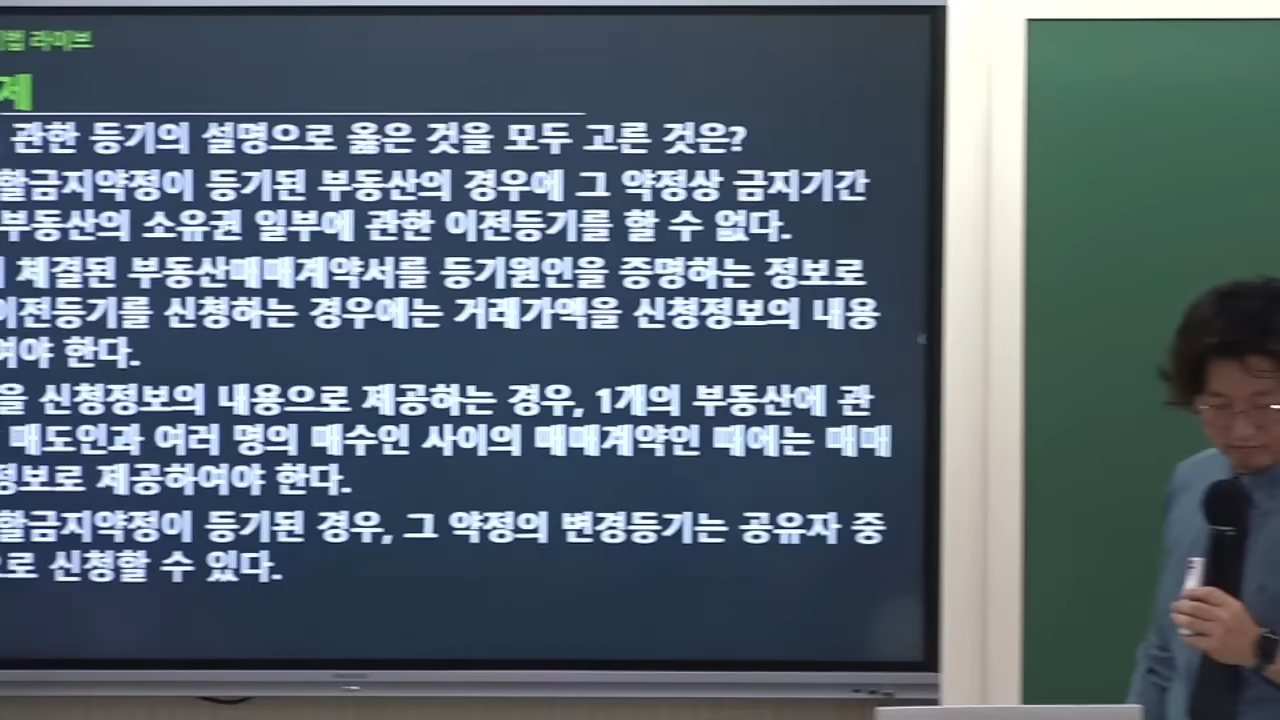 라이브
관한 등기의 설명으로 옳은 것을 모두 고른 것은?
할금지약정이 등기된 부동산의 경우에 그 약정상 금지기간
부동산의 소유권 일부에 관한 이전등기를 할 수 없다.
체결된 부동산매매계약서를 등기원인을 증명하는 정보로
이전등기를 신청하는 경우에는 거래가액을 신청정보의 내용
여야 한다.
을 신청정보의 내용으로 제공하는 경우, 1개의 부동산에 관
매도인과 여러 명의 매수인 사이의 매매계약인 때에는 매매
정보로 제공하여야 한다.
할금지약정이 등기된 경우, 그 약정의 변경등기는 공유자 중
로 신청할 수 있다.